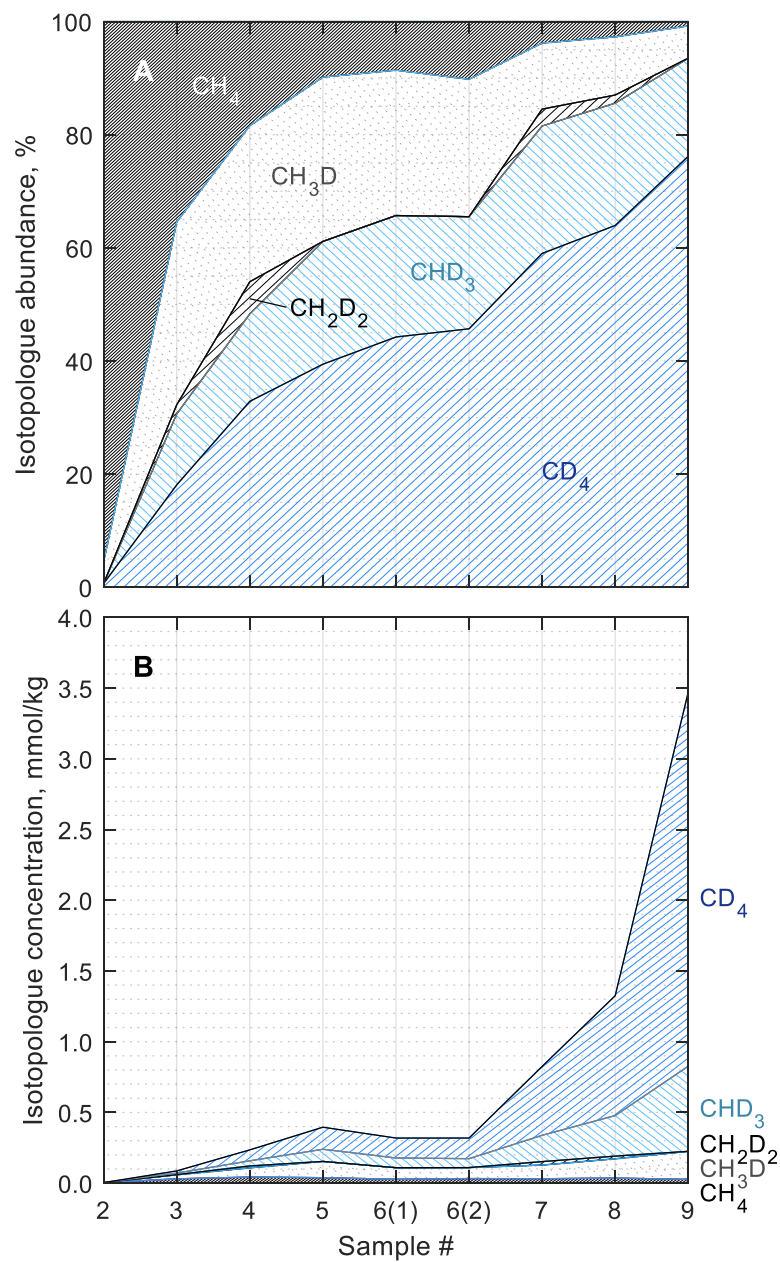 100
A
CH4
80
CH3D
60
CHD3
CH2D2
40
20
CD4
0
Isotopologue abundance, %
4.0
B
3.5
3.0
2.5
2.0
CD4
1.5
1.0
0.5
CHD3
CH2D2
CH3D
CH4
0.0
Isotopologue concentration, mmol/kg
2 3 4 5 6(1) 6(2) 7 8 9
Sample #